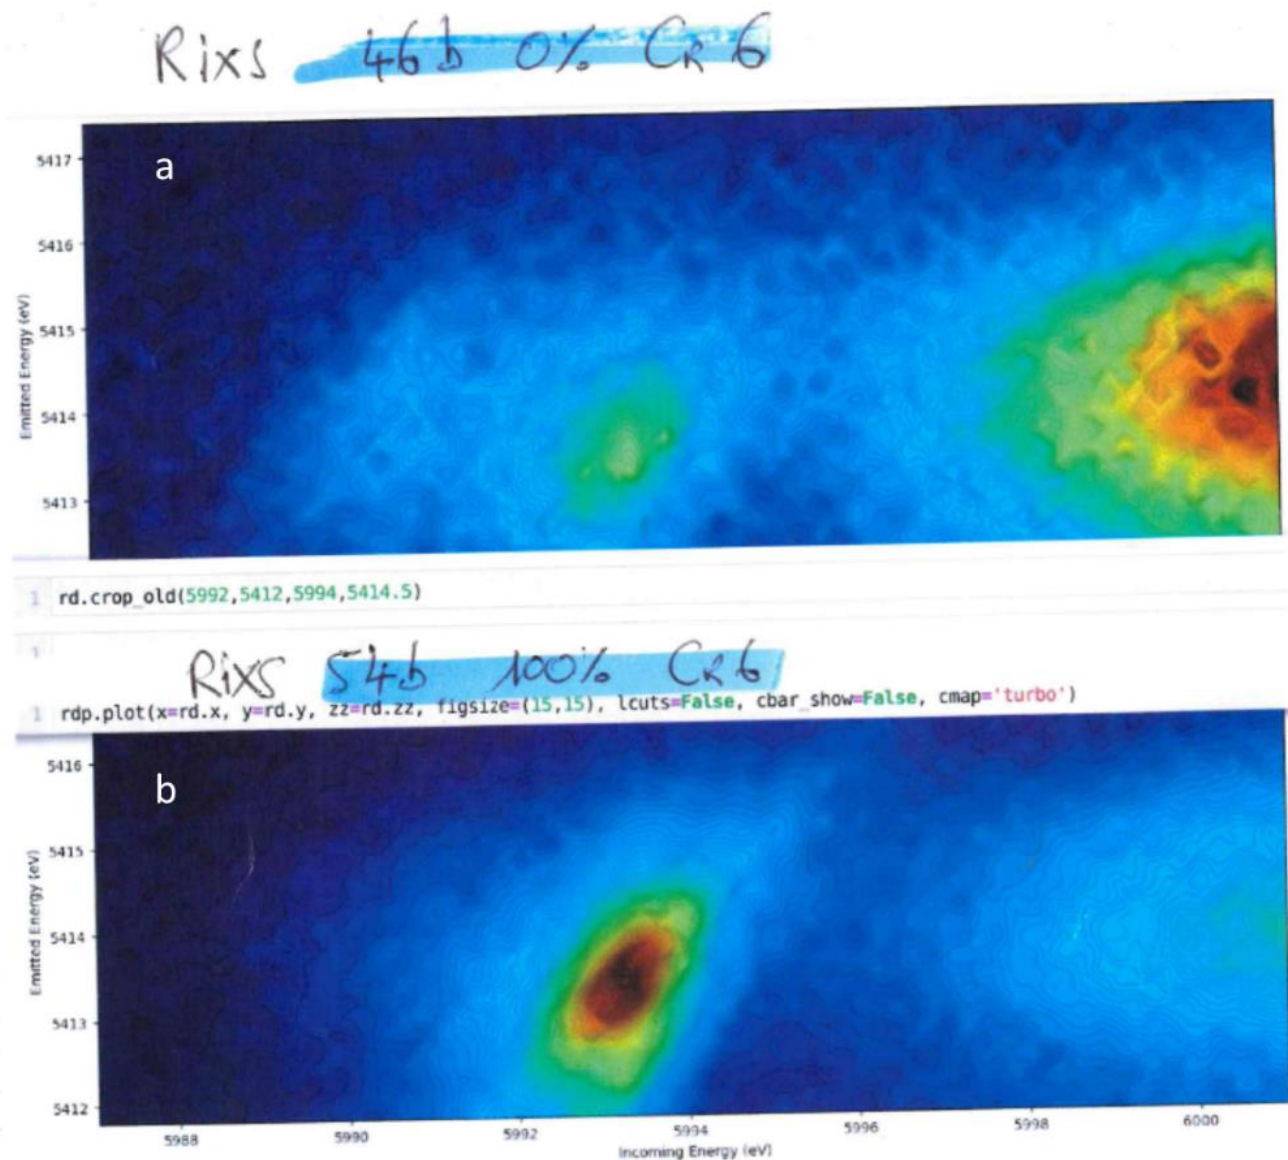 Rixs 46b 0% CR 6
a
5417
5416
5415
5414
5413
Emitted Energy (eV)
1 rd.crop_old(5992,5412,5994,5414.5)
1
Rixs 54b 100% CR 6
1 rdp.plot(x=rd.x, y=rd.y, zz=rd.zz, figsize=(15,15), lcuts=False, cbar_show=False, cmap='turbo')
b
5416
5415
5414
5413
5412
Emitted Energy (eV)
5988 5990 5992 5994 5996 5998 6000
Incoming Energy (eV)